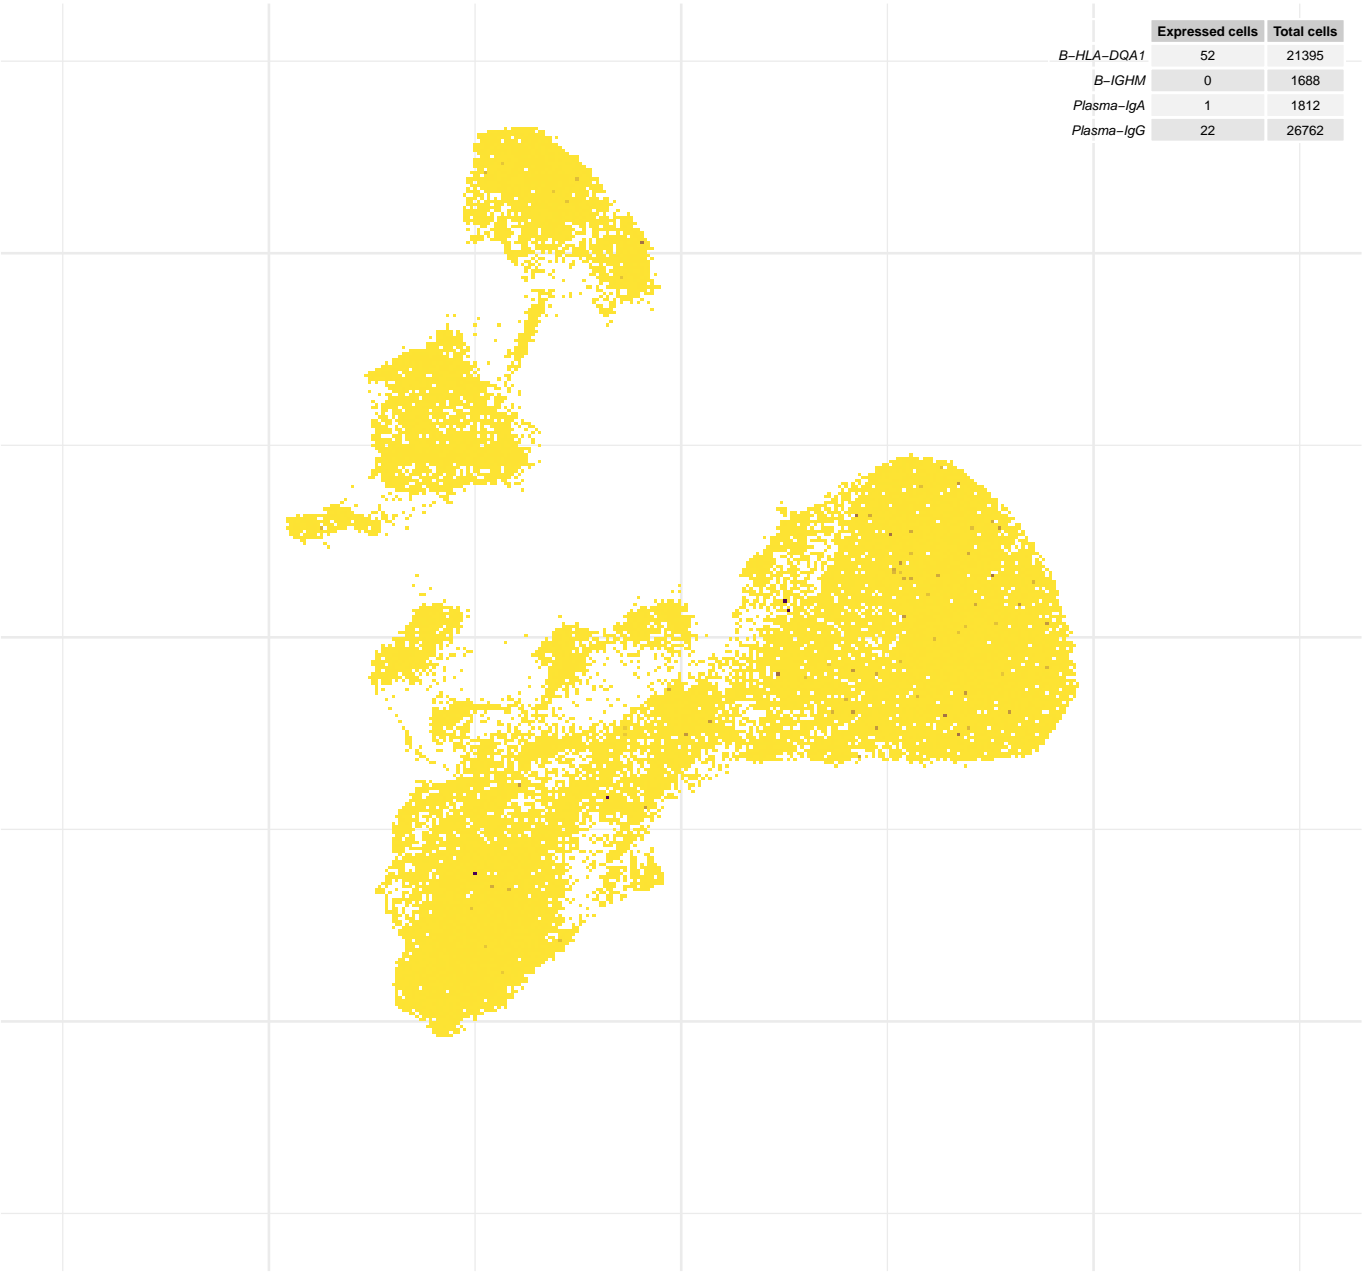 Expressed cells Total cells
B−HLA−DQA1 52 21395
B−IGHM 0 1688
Plasma−IgA 1 1812
Plasma−IgG 22 26762